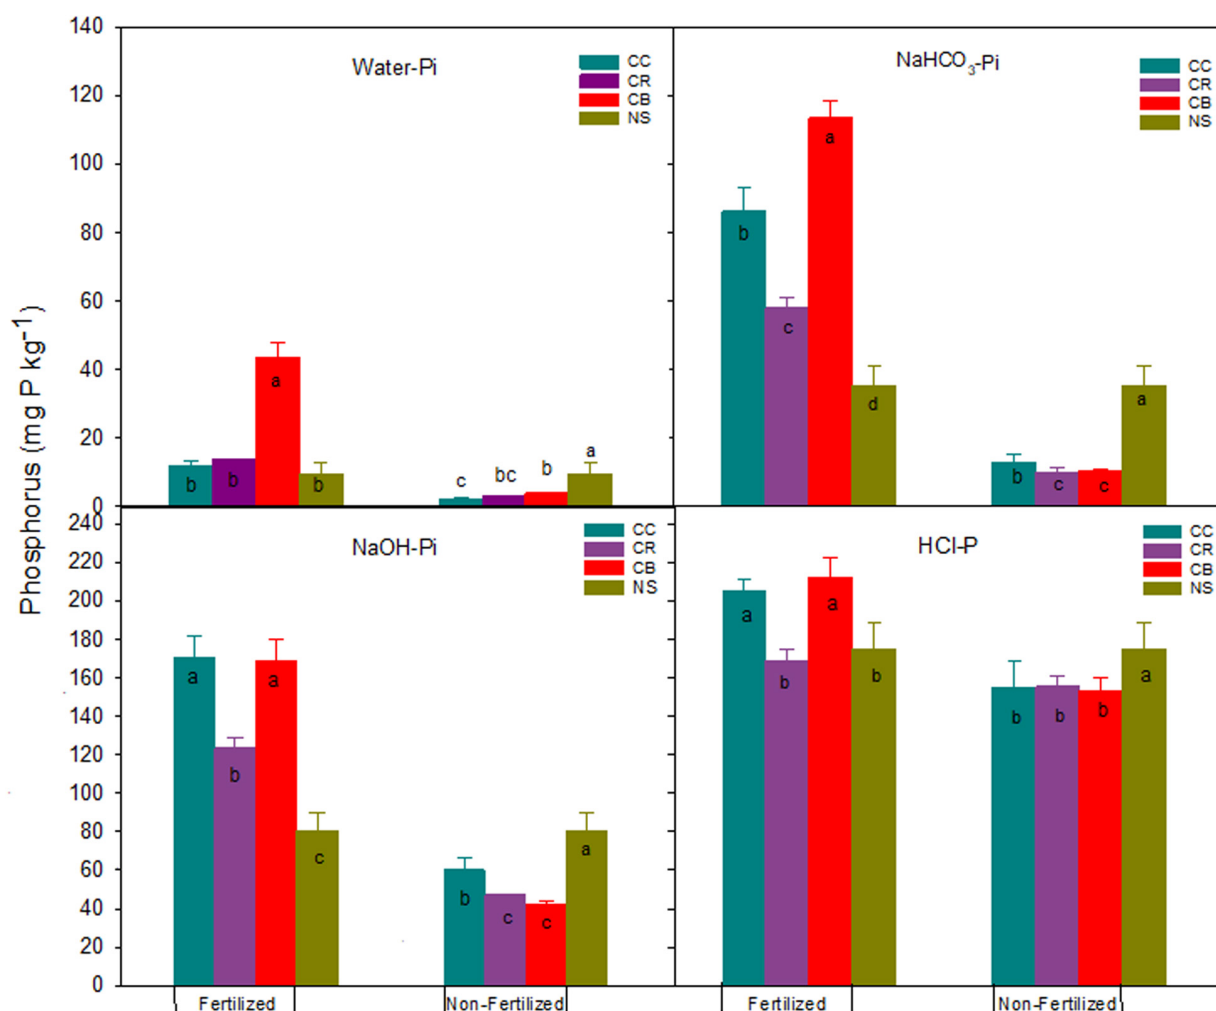 Phosphorus (mg P kg⁻¹)
140
120
100
80
60
40
20
0
Water-Pi
CC
CR
CB
NS
b
b
a
b
c
bc
b
a
NaHCO₃-Pi
CC
CR
CB
NS
b
c
a
d
b
c
c
a
240
220
200
180
160
140
120
100
80
60
40
20
0
NaOH-Pi
CC
CR
CB
NS
a
b
a
c
b
c
c
a
HCl-P
CC
CR
CB
NS
a
b
a
b
b
b
b
a
Fertilized
Non-Fertilized
Fertilized
Non-Fertilized